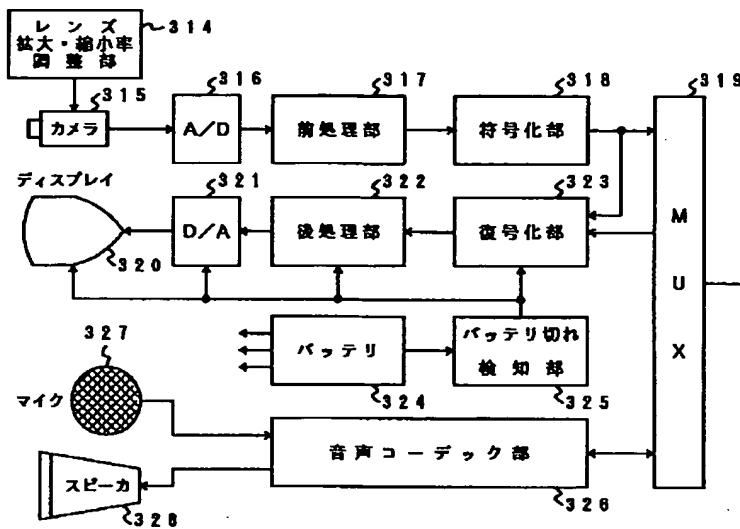 レンズ
拡大・縮小率
調整部
314
315
カメラ
316
A/D
317
前処理部
318
符号化部
319
MUX
ディスプレイ
320
321
D/A
322
後処理部
323
復号化部
バッテリ
324
バッテリ切れ
検知部
325
327
マイク
スピーカ
328
音声コーデック部
326